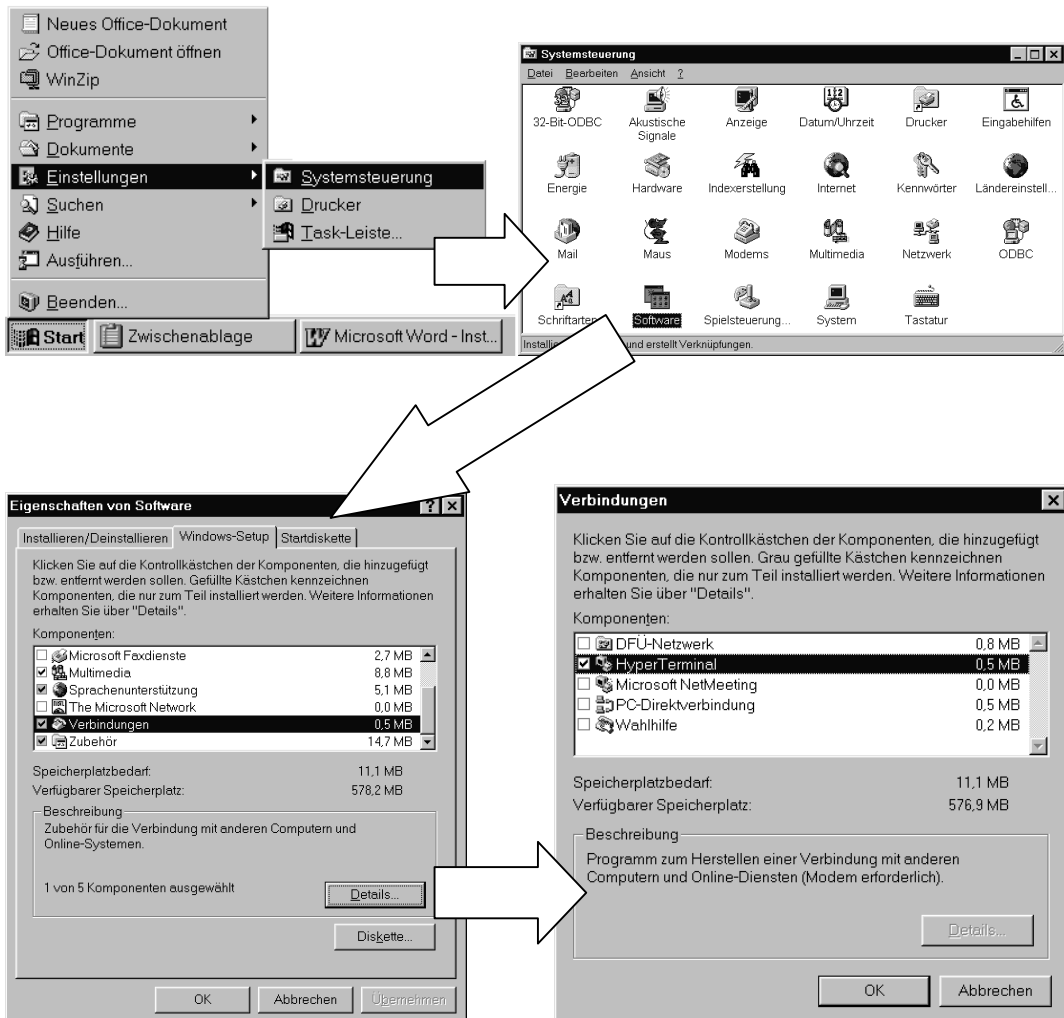 Neues Office-Dokument
Office-Dokument öffnen
WinZip
Programme
Dokumente
Einstellungen
Suchen
Hilfe
Ausführen...
Beenden...
Systemsteuerung
Drucker
Task-Leiste...
Start
Zwischenablage
Microsoft Word - Inst...
Systemsteuerung
Datei Bearbeiten Ansicht ?
32-Bit-ODBC
Akustische
Signale
Anzeige
Datum/Uhrzeit
Drucker
Eingabehilfen
Energie
Hardware
Indexerstellung
Internet
Kennwörter
Ländereinstell...
Mail
Maus
Modems
Multimedia
Netzwerk
ODBC
Schriftarten
Software
Spielsteuerung...
System
Tastatur
und erstellt Verknüpfungen.
Eigenschaften von Software
Installieren/Deinstallieren Windows-Setup Startdiskette
Klicken Sie auf die Kontrollkästchen der Komponenten, die hinzugefügt
bzw. entfernt werden sollen. Gefüllte Kästchen kennzeichnen
Komponenten, die nur zum Teil installiert werden. Weitere Informationen
erhalten Sie über "Details".
Komponenten:
Microsoft Faxdienste 2,7 MB
Multimedia 8,8 MB
Sprachenunterstützung 5,1 MB
The Microsoft Network 0,0 MB
Verbindungen 0,5 MB
Zubehör 14,7 MB
Speicherplatzbedarf: 11,1 MB
Verfügbarer Speicherplatz: 578,2 MB
Beschreibung
Zubehör für die Verbindung mit anderen Computern und
Online-Systemen.
1 von 5 Komponenten ausgewählt
Details...
Diskette...
OK
Abbrechen
Übernehmen
Verbindungen
Klicken Sie auf die Kontrollkästchen der Komponenten, die hinzugefügt
bzw. entfernt werden sollen. Grau gefüllte Kästchen kennzeichnen
Komponenten, die nur zum Teil installiert werden. Weitere Informationen
erhalten Sie über "Details".
Komponenten:
DFÜ-Netzwerk 0,8 MB
HyperTerminal 0,5 MB
Microsoft NetMeeting 0,0 MB
PC-Direktverbindung 0,5 MB
Wahlhilfe 0,2 MB
Speicherplatzbedarf: 11,1 MB
Verfügbarer Speicherplatz: 576,9 MB
Beschreibung
Programm zum Herstellen einer Verbindung mit anderen
Computern und Online-Diensten (Modem erforderlich).
Details...
OK
Abbrechen